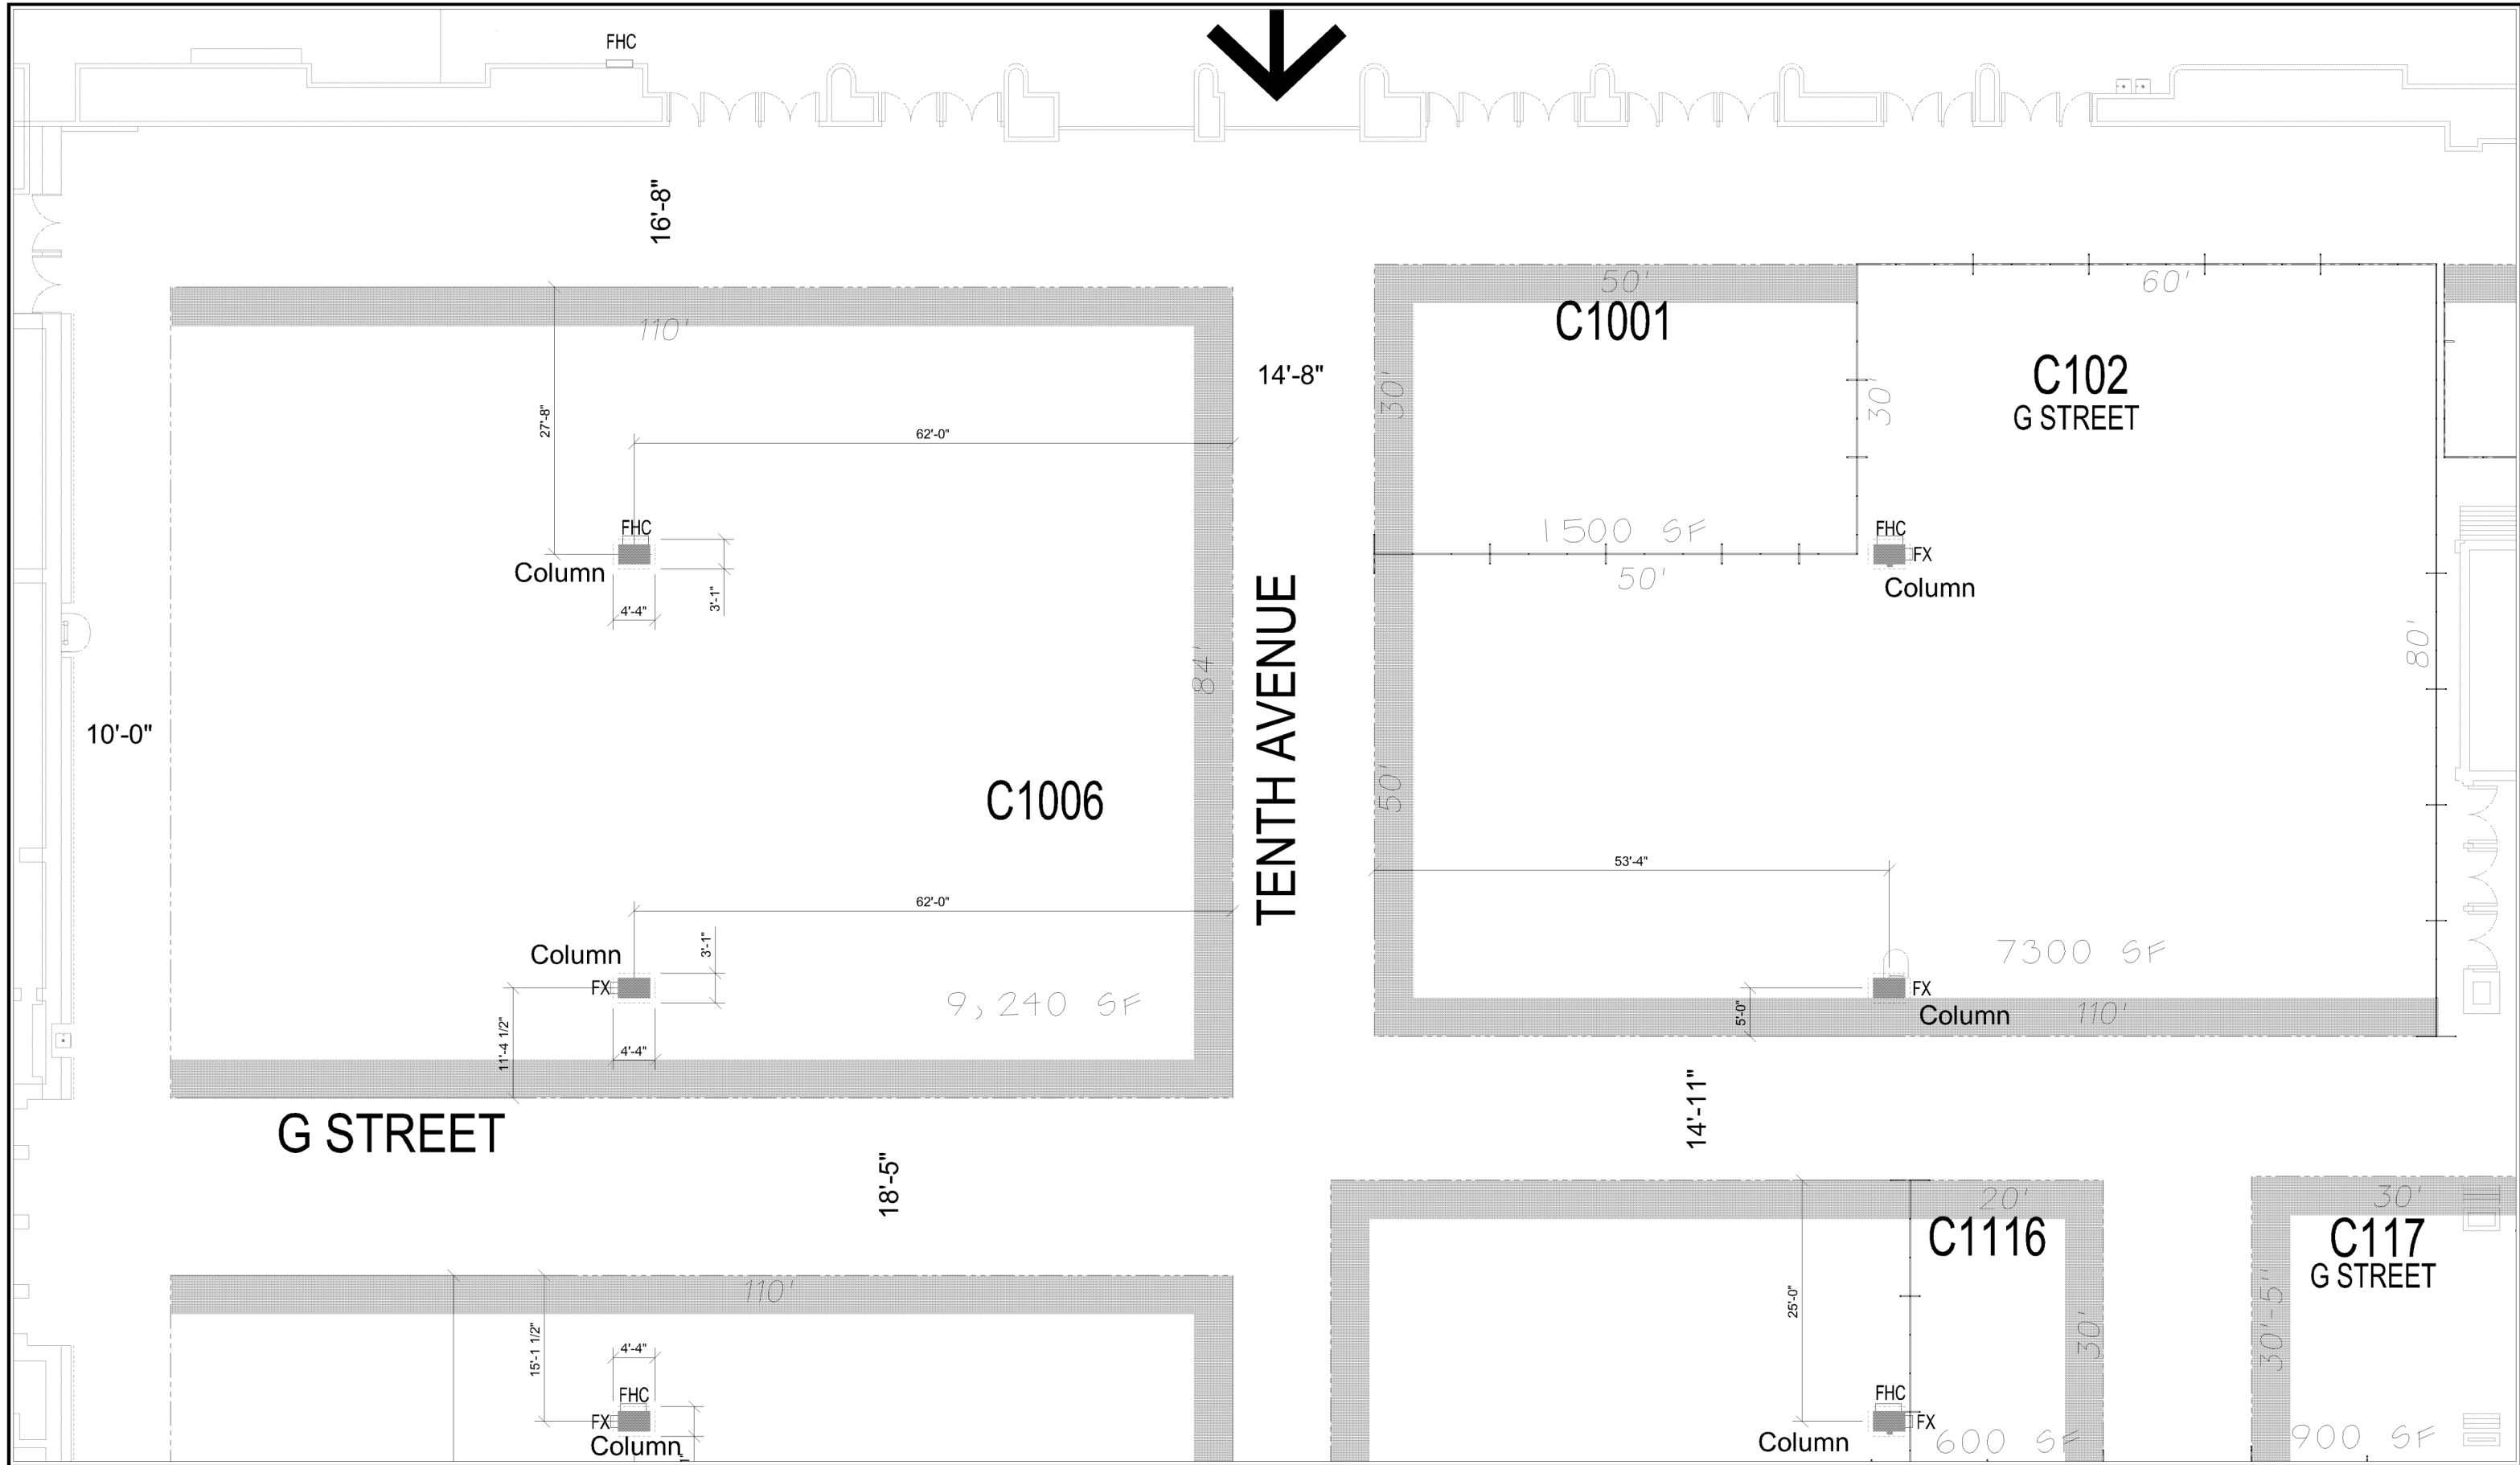 FHC
16'-8"
50'
60'
C1001
110'
14'-8"
30'
30'
C102
G STREET
27'-8"
62'-0"
FHC
1500 SF
FHC
FX
Column
50'
Column
3'-1"
4'-4"
TENTH AVENUE
84'
80'
10'-0"
C1006
50'
53'-4"
62'-0"
Column
3'-1"
7300 SF
FX
9,240 SF
FX
5'-0"
Column
110'
11'-4 1/2"
4'-4"
G STREET
14'-11"
18'-5"
20'
30'
C1116
C117
G STREET
110'
25'-0"
30'
30'-5"
15'-1 1/2"
4'-4"
FHC
FX
Column
FHC
FX
Column
600 SF
900 SF